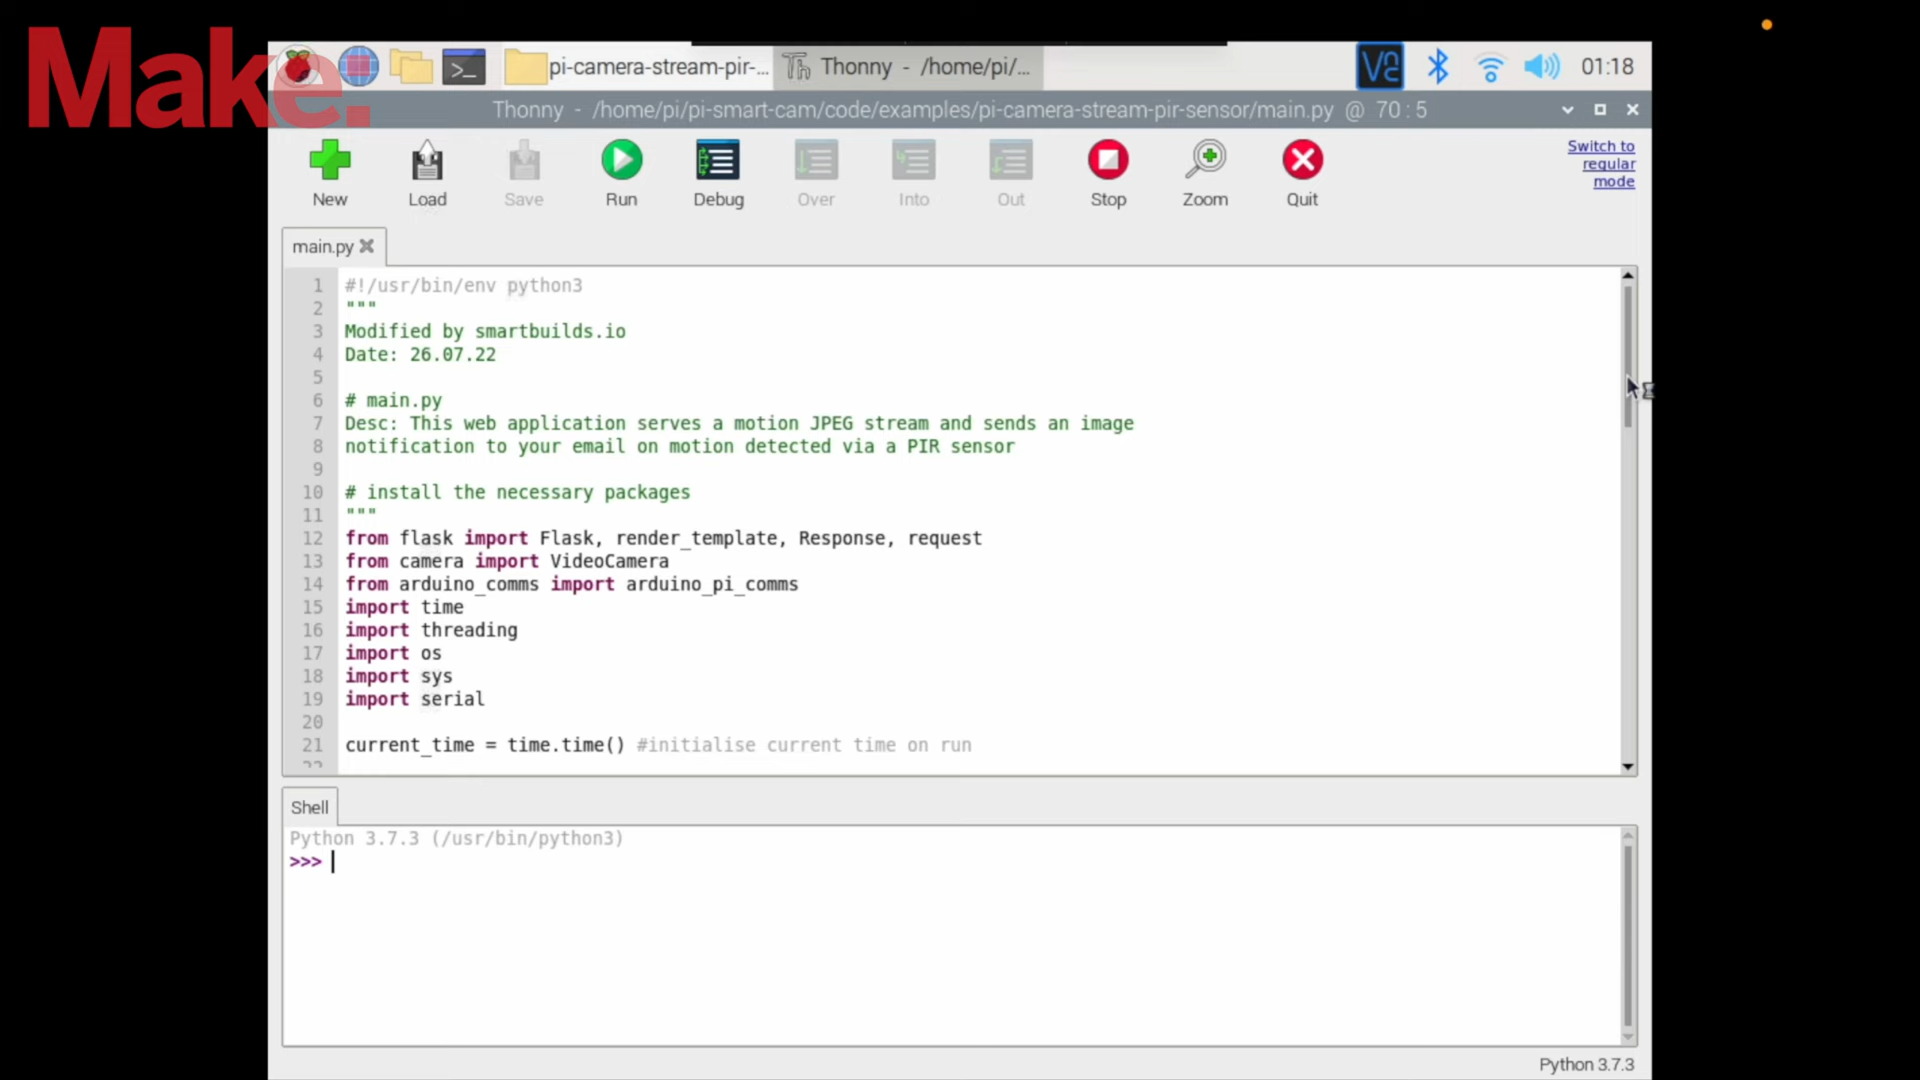 Make.
pi-camera-stream-pir-...
Thonny - /home/pi/...
01:18
Thonny - /home/pi/pi-smart-cam/code/examples/pi-camera-stream-pir-sensor/main.py @ 70:5
New
Load
Save
Run
Debug
Over
Into
Out
Stop
Zoom
Quit
Switch to
regular
mode
main.py
1 #!/usr/bin/env python3
2 """
3 Modified by smartbuilds.io
4 Date: 26.07.22
5
6 # main.py
7 Desc: This web application serves a motion JPEG stream and sends an image
8 notification to your email on motion detected via a PIR sensor
9
10 # install the necessary packages
11 """
12 from flask import Flask, render_template, Response, request
13 from camera import VideoCamera
14 from arduino_comms import arduino_pi_comms
15 import time
16 import threading
17 import os
18 import sys
19 import serial
20
21 current_time = time.time() #initialise current time on run
Shell
Python 3.7.3 (/usr/bin/python3)
>>>
Python 3.7.3